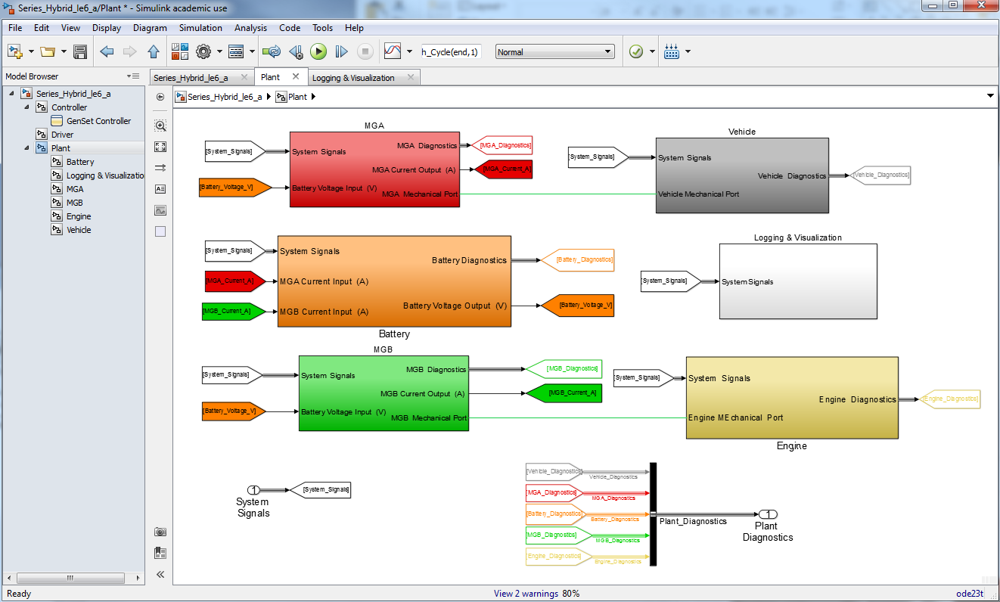 Series_Hybrid_le6_a/Plant * - Simulink academic use
File Edit View Display Diagram Simulation Analysis Code Tools Help
h_Cycle(end,1) Normal
Model Browser
Series_Hybrid_le6_a
Controller
GenSet Controller
Driver
Plant
Battery
Logging & Visualizatio
MGA
MGB
Engine
Vehicle
Series_Hybrid_le6_a Plant Logging & Visualization
Series_Hybrid_le6_a Plant
MGA
[System_Signals]
[Battery_Voltage_V]
System Signals
Battery Voltage Input (V)
MGA Diagnostics
MGA Current Output (A)
MGA Mechanical Port
[MGA_Diagnostics]
[MGA_Current_A]
Vehicle
[System_Signals]
System Signals
Vehicle Diagnostics
Vehicle Mechanical Port
[Vehicle_Diagnostics]
[System_Signals]
[MGA_Current_A]
[MGB_Current_A]
System Signals
MGA Current Input (A)
MGB Current Input (A)
Battery Diagnostics
Battery Voltage Output (V)
[Battery_Diagnostics]
[Battery_Voltage_V]
Battery
Logging & Visualization
[System_Signals]
SystemSignals
MGB
[System_Signals]
[Battery_Voltage_V]
System Signals
Battery Voltage Input (V)
MGB Diagnostics
MGB Current Output (A)
MGB Mechanical Port
[MGB_Diagnostics]
[MGB_Current_A]
[System_Signals]
System Signals
Engine Diagnostics
Engine MEchanical Port
[Engine_Diagnostics]
Engine
1
System
Signals
[System_Signals]
[Vehicle_Diagnostics]
Vehicle_Diagnostics
[MGA_Diagnostics]
MGA_Diagnostics
[Battery_Diagnostics]
Battery_Diagnostics
[MGB_Diagnostics]
MGB_Diagnostics
[Engine_Diagnostics]
Engine_Diagnostics
Plant_Diagnostics
1
Plant
Diagnostics
Ready View 2 warnings 80% ode23t